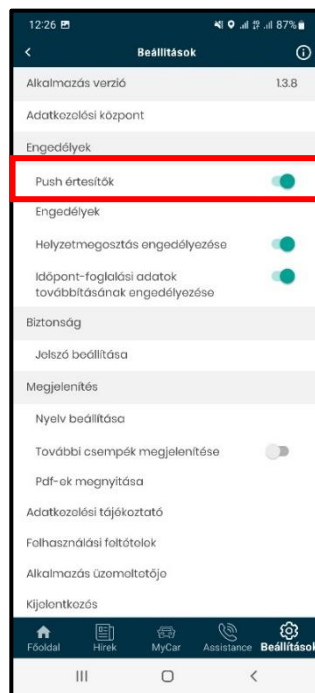 12:26 87%
Beállítások
Alkalmazás verzió 1.3.8
Adatkezelési központ
Engedélyek
Push értesítők
Engedélyek
Helyzetmegosztás engedélyezése
Időpont-foglalási adatok
továbbításának engedélyezése
Biztonság
Jelszó beállítása
Megjelenítés
Nyelv beállítása
További csempék megjelenítése
Pdf-ek megnyitása
Adatkezelési tájékoztató
Felhasználási feltételek
Alkalmazás üzemeltetője
Kijelentkezés
Főoldal Hírek MyCar Assistance Beállítások